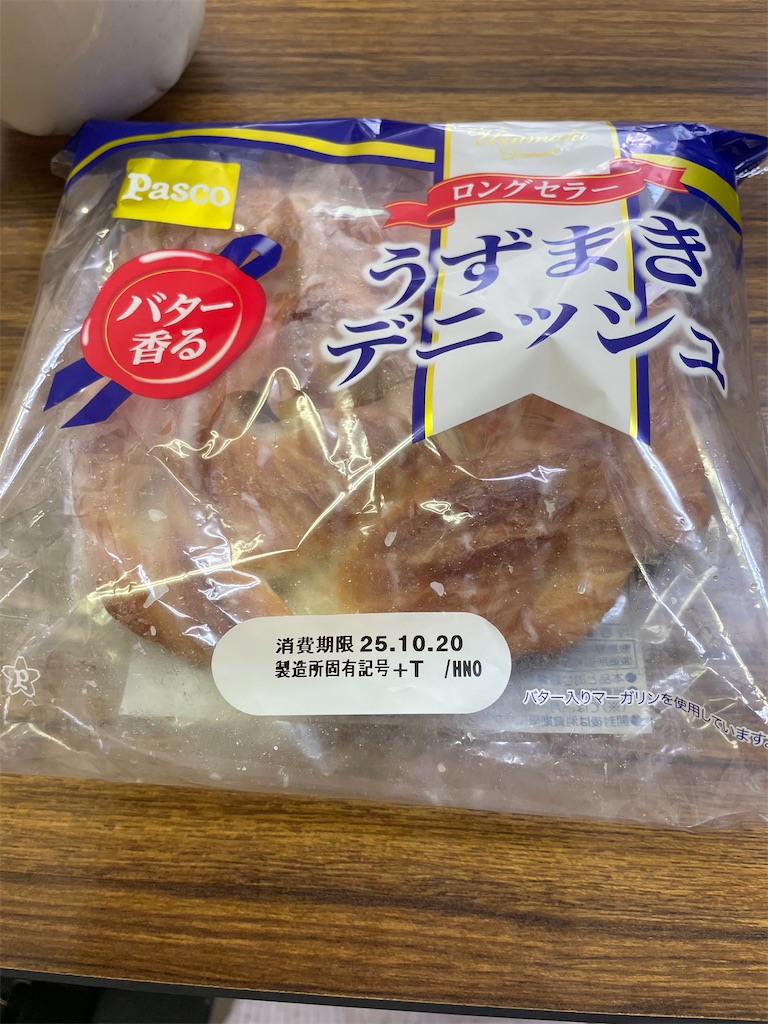 Pasco
ロングセラー
うずまき
デニッシュ
バター
香る
消費期限 25.10.20
製造所固有記号+T /HNO
バター入りマーガリンを使用しています。